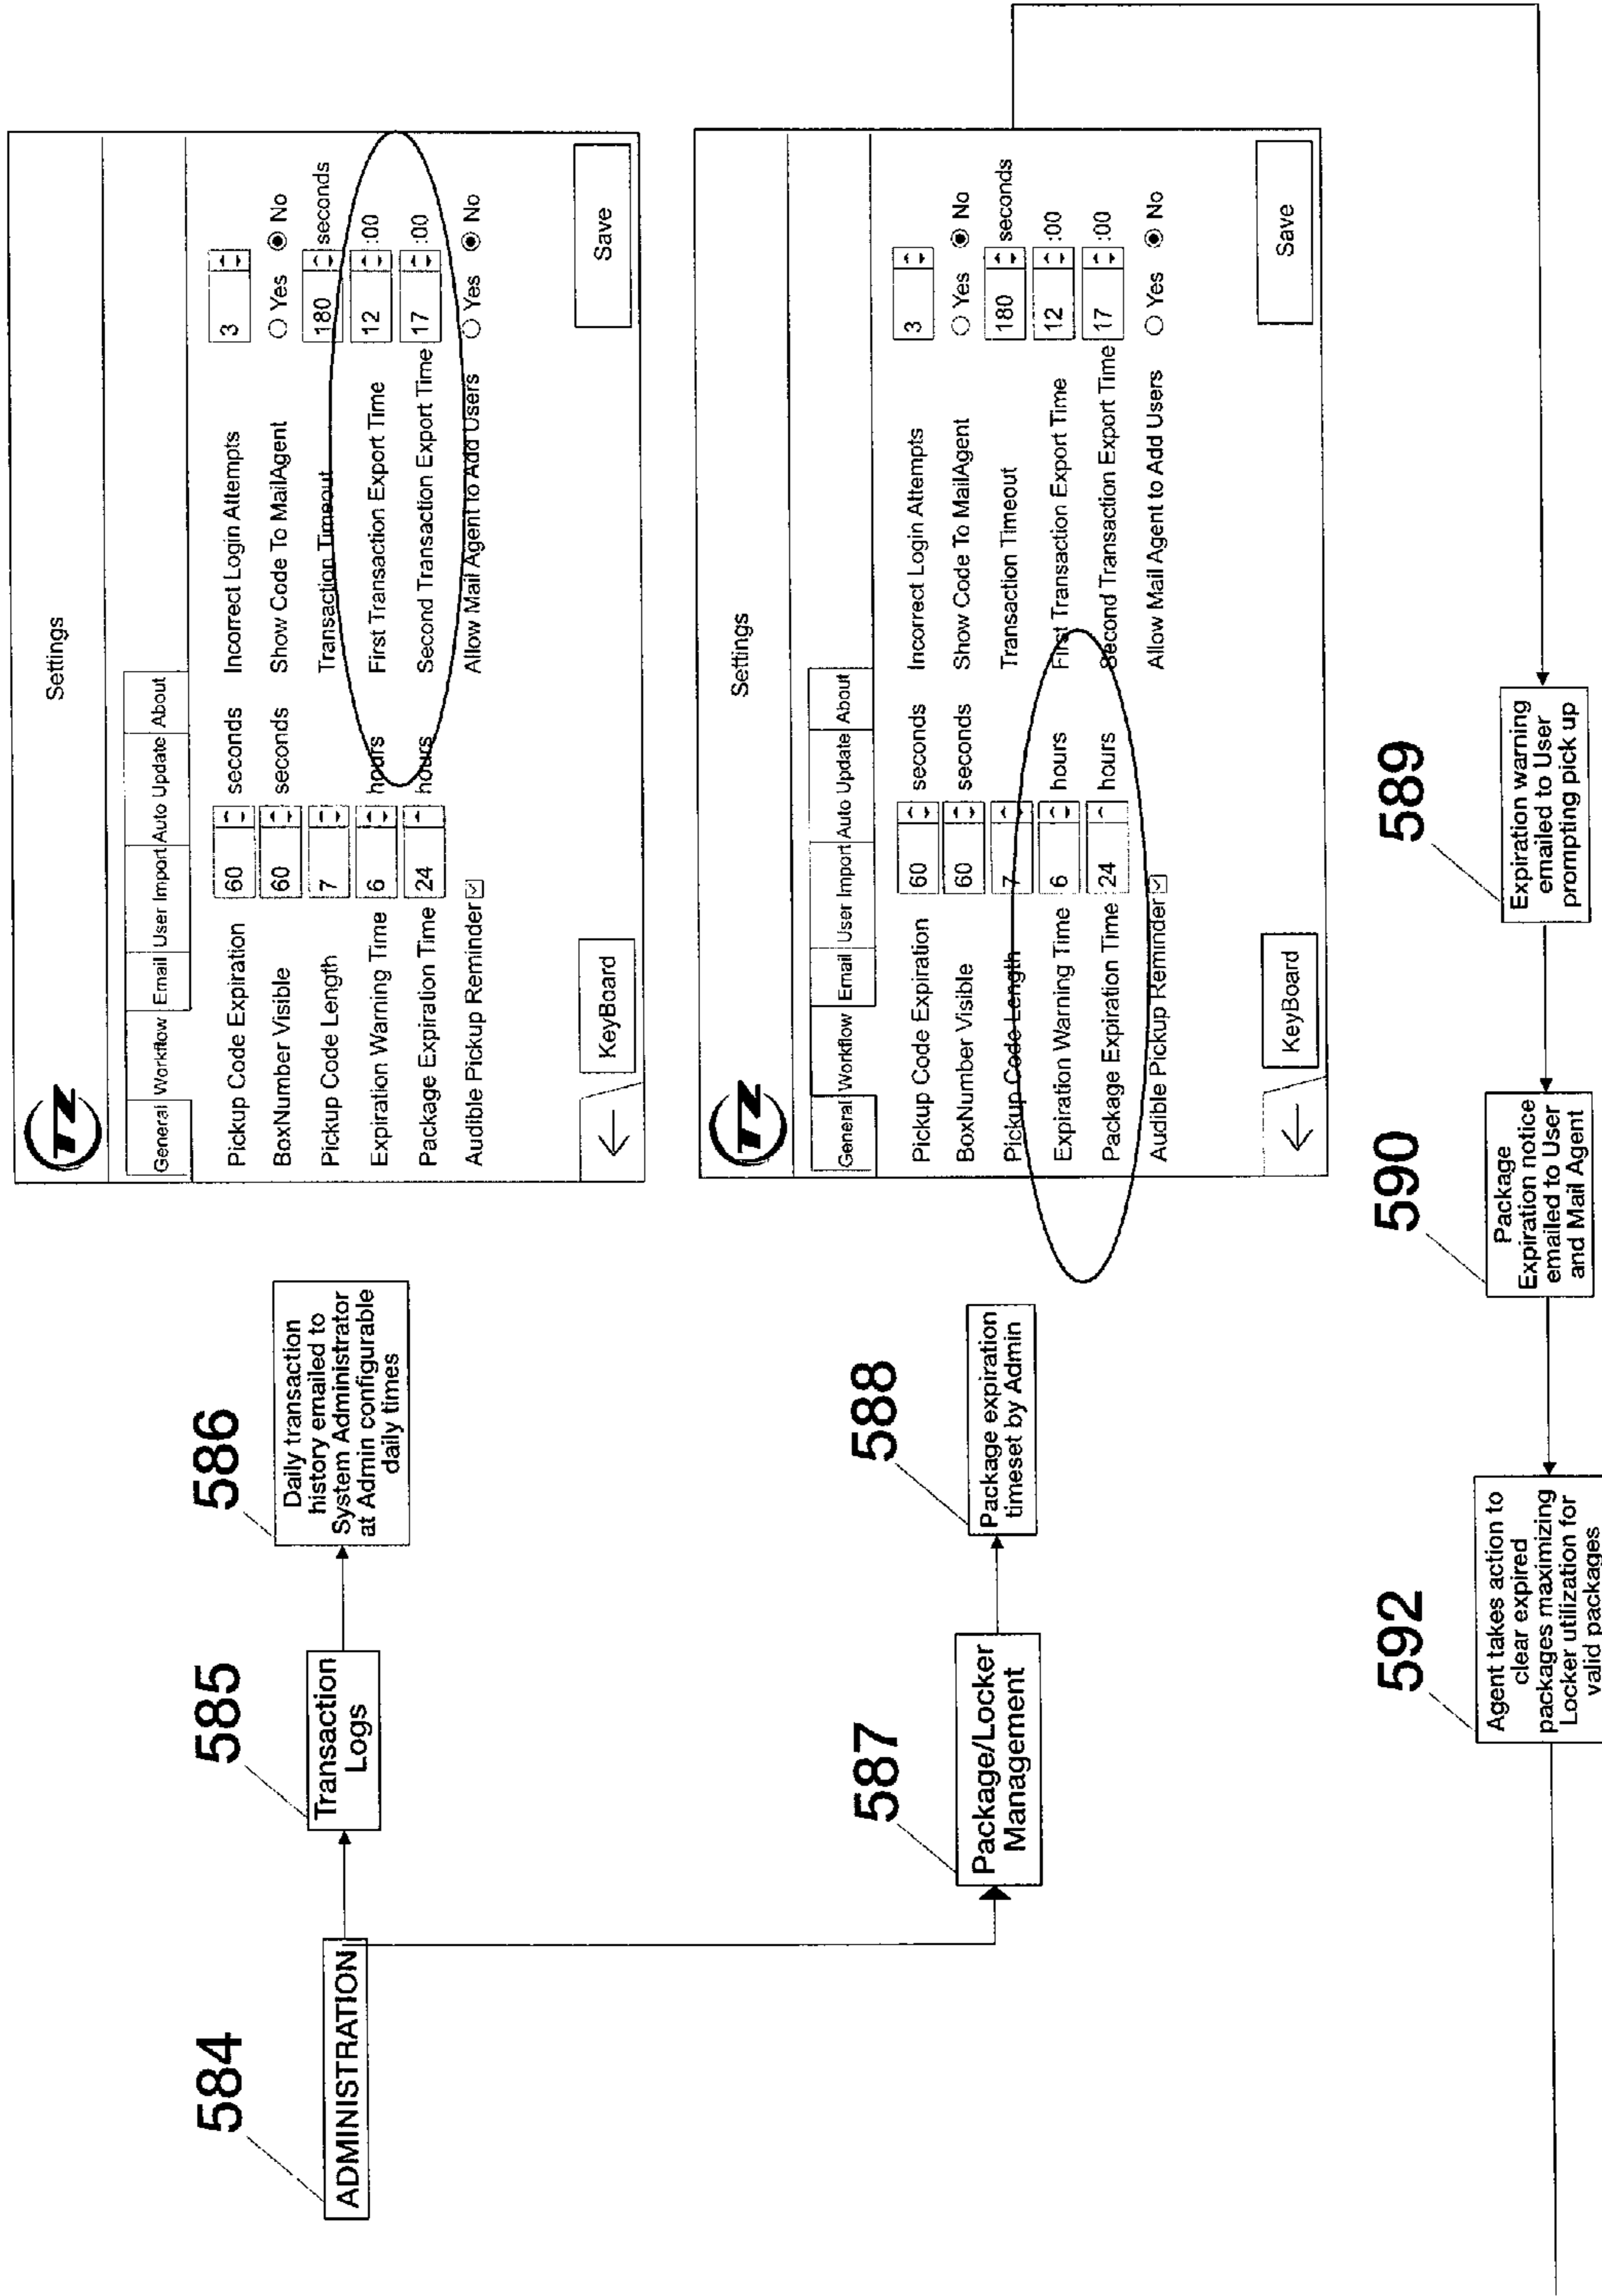 584
ADMINISTRATION
585
Transaction
Logs
586
Daily transaction
history emailed to
System Administrator
at Admin configurable
daily times
TZ
Settings
General Workflow Email User Import Auto Update About
Pickup Code Expiration 60 seconds Incorrect Login Attempts 3
BoxNumber Visible 60 seconds Show Code To MailAgent Yes No
Pickup Code Length 7 Transaction Timeout 180 seconds
Expiration Warning Time 6 hours First Transaction Export Time 12 :00
Package Expiration Time 24 hours Second Transaction Export Time 17 :00
Audible Pickup Reminder Allow Mail Agent to Add Users Yes No
KeyBoard Save
587
Package/Locker
Management
588
Package expiration
timeset by Admin
TZ
Settings
General Workflow Email User Import Auto Update About
Pickup Code Expiration 60 seconds Incorrect Login Attempts 3
BoxNumber Visible 60 seconds Show Code To MailAgent Yes No
Pickup Code Length 7 Transaction Timeout 180 seconds
Expiration Warning Time 6 hours First Transaction Export Time 12 :00
Package Expiration Time 24 hours Second Transaction Export Time 17 :00
Audible Pickup Reminder Allow Mail Agent to Add Users Yes No
KeyBoard Save
592
Agent takes action to
clear expired
packages maximizing
Locker utilization for
valid packages
590
Package
Expiration notice
emailed to User
and Mail Agent
589
Expiration warning
emailed to User
prompting pick up